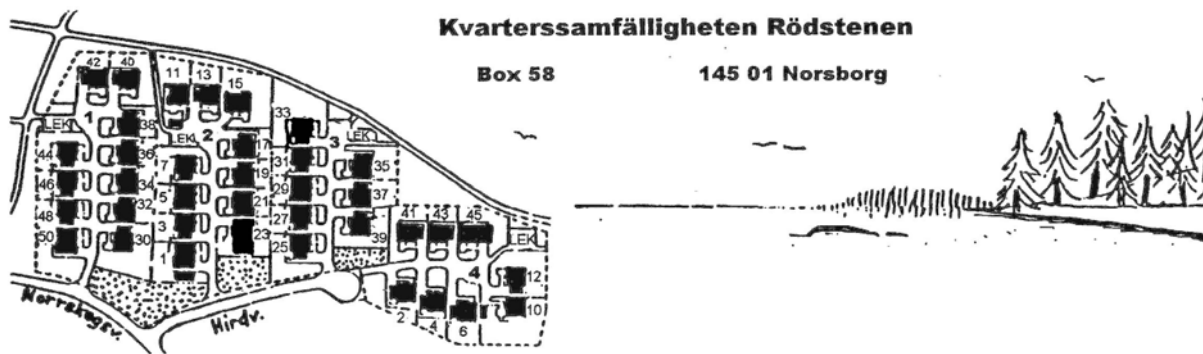 Kvarterssamfälligheten Rödstenen
Box 58 145 01 Norsborg
42 40
11 13 15
33
1
LEK 38
2
LEK
17
3
LEK
44 36 7 31 35
46 34 5 19 29 37
48 32 3 21 27
50 30 1 23 25 39
41 43 45
LEK
4
12
10
2 4 6
Norrskogsv.
Hirdv.